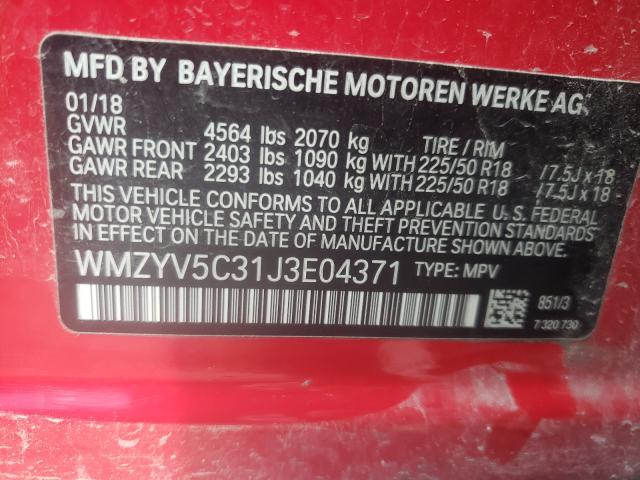 MFD BY BAYERISCHE MOTOREN WERKE AG.
01/18
GVWR 4564 lbs 2070 kg TIRE / RIM
GAWR FRONT 2403 lbs 1090 kg WITH 225/50 R18 /7.5J x 18
GAWR REAR 2293 lbs 1040 kg WITH 225/50 R18 /7.5J x 18
THIS VEHICLE CONFORMS TO ALL APPLICABLE U. S. FEDERAL
MOTOR VEHICLE SAFETY AND THEFT PREVENTION STANDARDS
IN EFFECT ON THE DATE OF MANUFACTURE SHOWN ABOVE.
WMZYV5C31J3E04371 TYPE: MPV
851/3
7 320 730